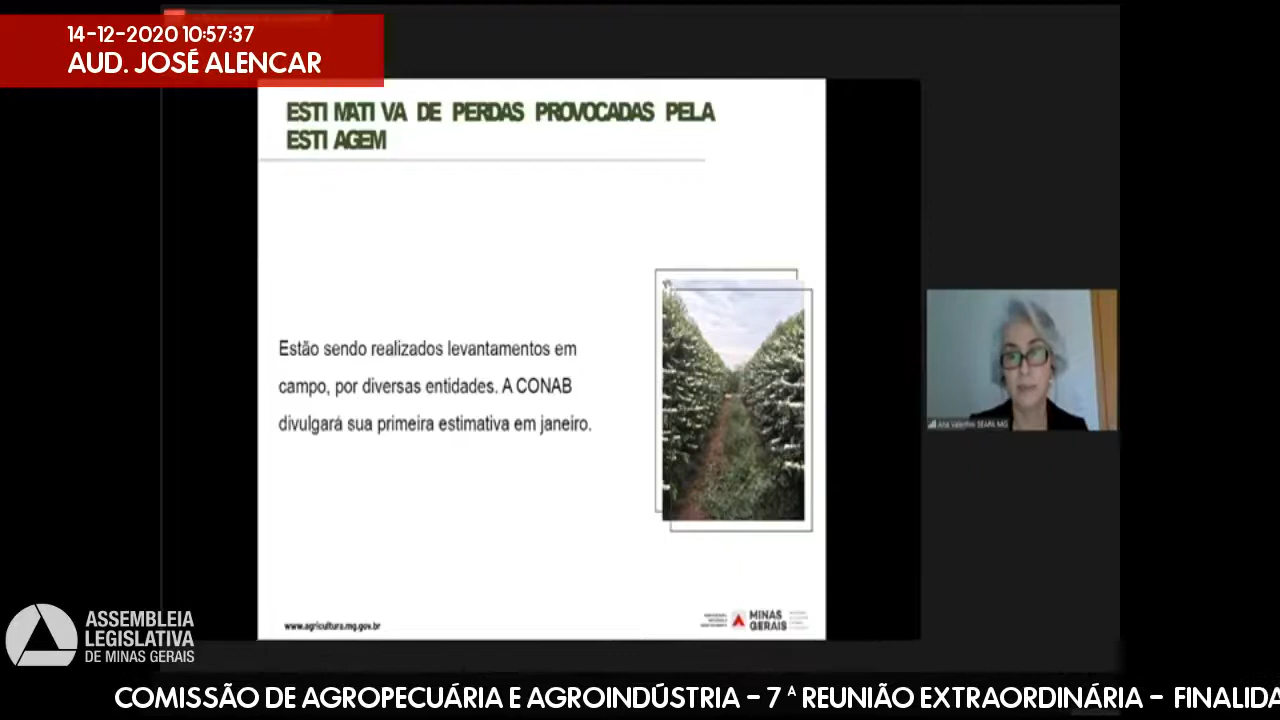 14-12-2020 10:57:37
AUD. JOSÉ ALENCAR
ESTIMATIVA DE PERDAS PROVOCADAS PELA
ESTIAGEM
Estão sendo realizados levantamentos em
campo, por diversas entidades. A CONAB
divulgará sua primeira estimativa em janeiro.
www.agricultura.mg.gov.br
MINAS
GERAIS
ASSEMBLEIA
LEGISLATIVA
DE MINAS GERAIS
COMISSÃO DE AGROPECUÁRIA E AGROINDÚSTRIA - 7ª REUNIÃO EXTRAORDINÁRIA - FINALIDA